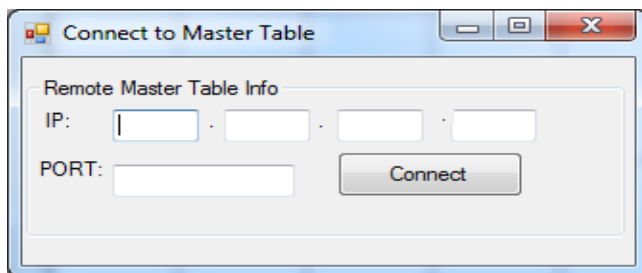 Connect to Master Table
Remote Master Table Info
IP: . . .
PORT: Connect